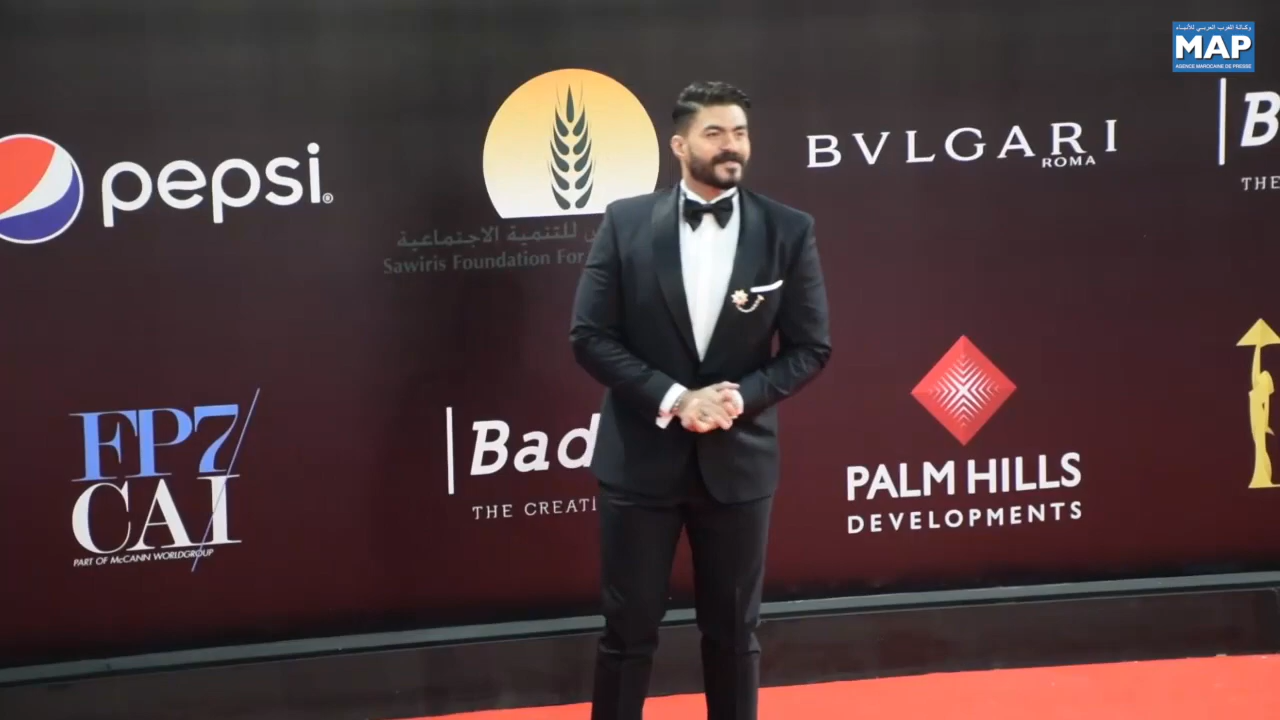 وكالة المغرب العربي للأنباء
MAP
AGENCE MAROCAINE DE PRESSE
pepsi
BVLGARI
ROMA
B
THE
للتنمية الاجتماعية
Sawiris Foundation For
FP7/
CAI
PART OF McCANN WORLDGROUP
Bad
THE CREATI
PALM HILLS
DEVELOPMENTS